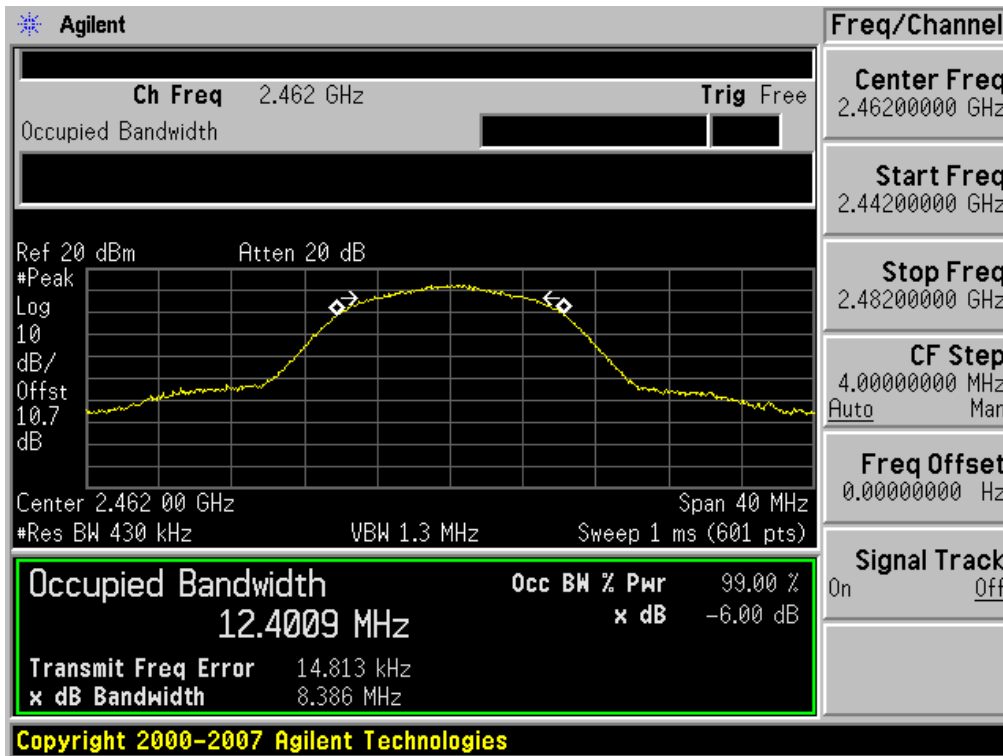 Agilent
Ch Freq 2.462 GHz Trig Free
Occupied Bandwidth
Ref 20 dBm Atten 20 dB
#Peak
Log
10
dB/
Offst
10.7
dB
Center 2.462 00 GHz Span 40 MHz
#Res BW 430 kHz VBW 1.3 MHz Sweep 1 ms (601 pts)
Occupied Bandwidth Occ BW % Pwr 99.00 %
12.4009 MHz x dB -6.00 dB
Transmit Freq Error 14.813 kHz
x dB Bandwidth 8.386 MHz
Copyright 2000-2007 Agilent Technologies
Freq/Channel
Center Freq
2.46200000 GHz
Start Freq
2.44200000 GHz
Stop Freq
2.48200000 GHz
CF Step
4.00000000 MHz
Auto Man
Freq Offset
0.00000000 Hz
Signal Track
On Off